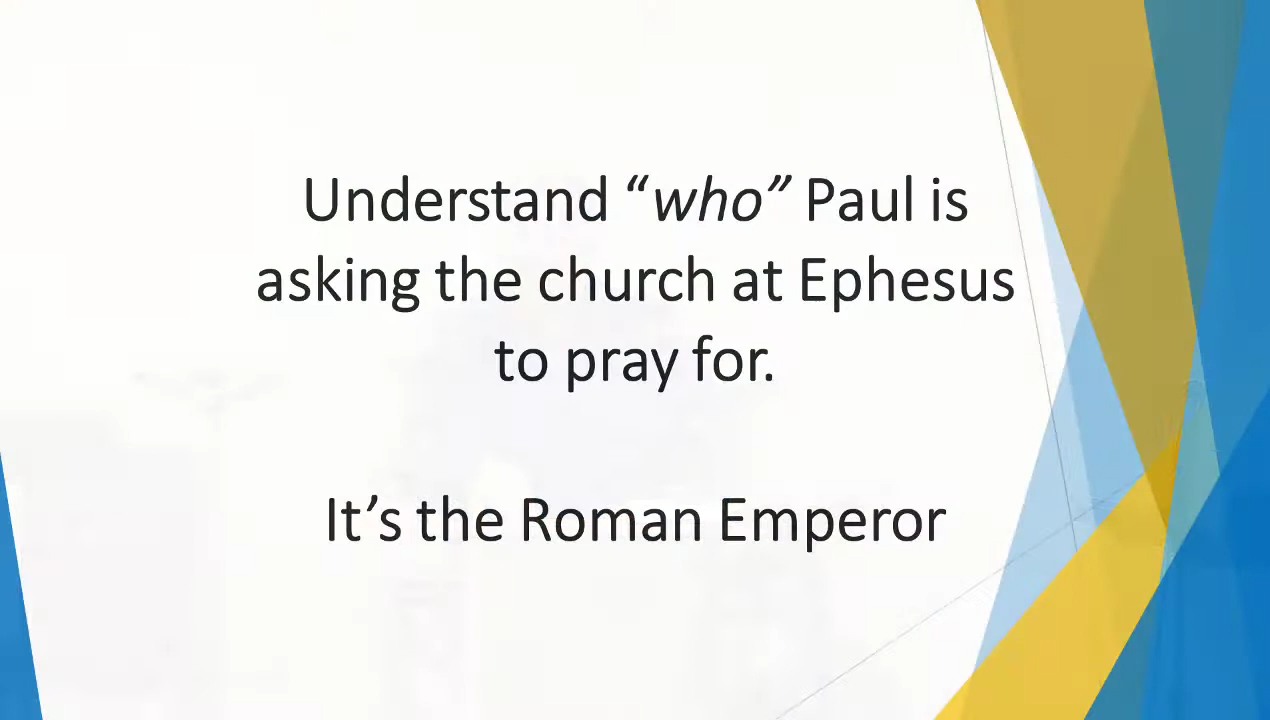 Understand “who” Paul is
asking the church at Ephesus
to pray for.
It’s the Roman Emperor